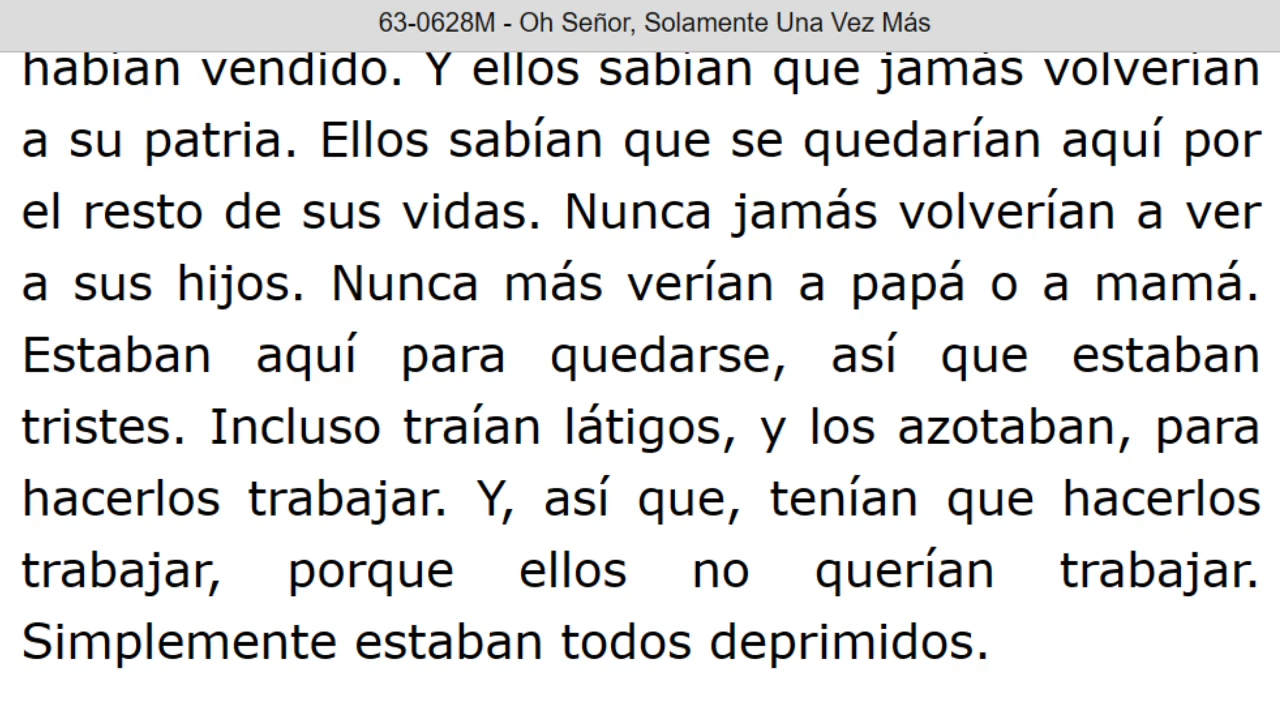 63-0628M - Oh Señor, Solamente Una Vez Más
habían vendido. Y ellos sabían que jamás volverían
a su patria. Ellos sabían que se quedarían aquí por
el resto de sus vidas. Nunca jamás volverían a ver
a sus hijos. Nunca más verían a papá o a mamá.
Estaban aquí para quedarse, así que estaban
tristes. Incluso traían látigos, y los azotaban, para
hacerlos trabajar. Y, así que, tenían que hacerlos
trabajar, porque ellos no querían trabajar.
Simplemente estaban todos deprimidos.